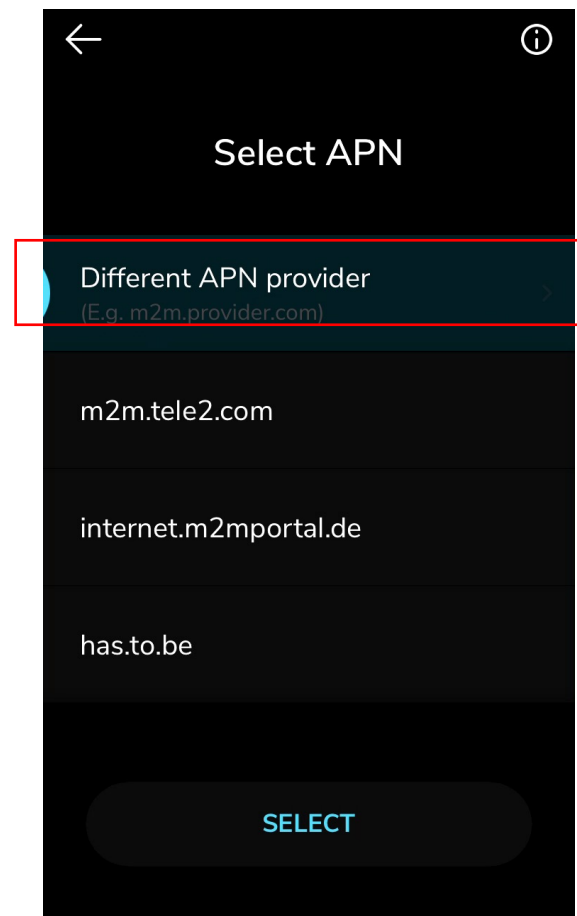 Select APN
Different APN provider
(E.g. m2m.provider.com)
m2m.tele2.com
internet.m2mportal.de
has.to.be
SELECT